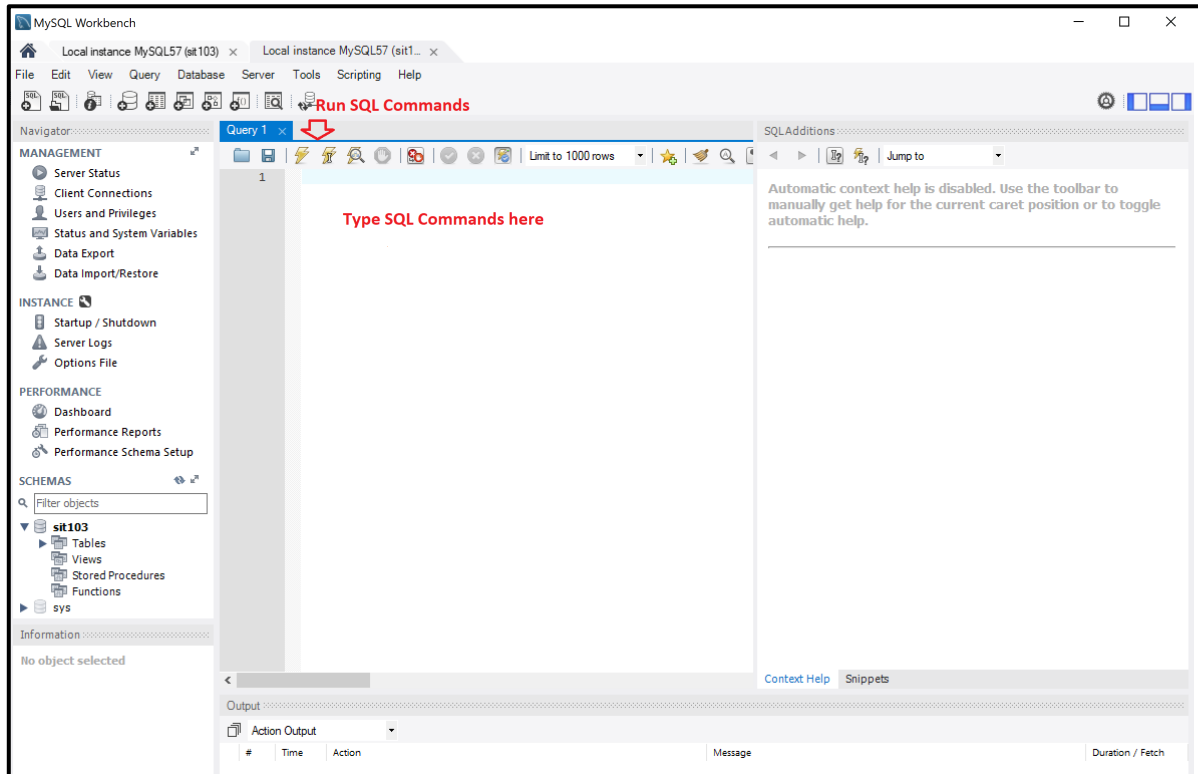 MySQL Workbench
Local instance MySQL57 (sit103) Local instance MySQL57 (sit1...
File Edit View Query Database Server Tools Scripting Help
SQL SQL
Run SQL Commands
Navigator
MANAGEMENT
Server Status
Client Connections
Users and Privileges
Status and System Variables
Data Export
Data Import/Restore
INSTANCE
Startup / Shutdown
Server Logs
Options File
PERFORMANCE
Dashboard
Performance Reports
Performance Schema Setup
SCHEMAS
Filter objects
sit103
Tables
Views
Stored Procedures
Functions
sys
Information
No object selected
Query 1
Limit to 1000 rows
1
Type SQL Commands here
SQLAdditions
Jump to
Automatic context help is disabled. Use the toolbar to
manually get help for the current caret position or to toggle
automatic help.
Context Help Snippets
Output
Action Output
# Time Action Message Duration / Fetch